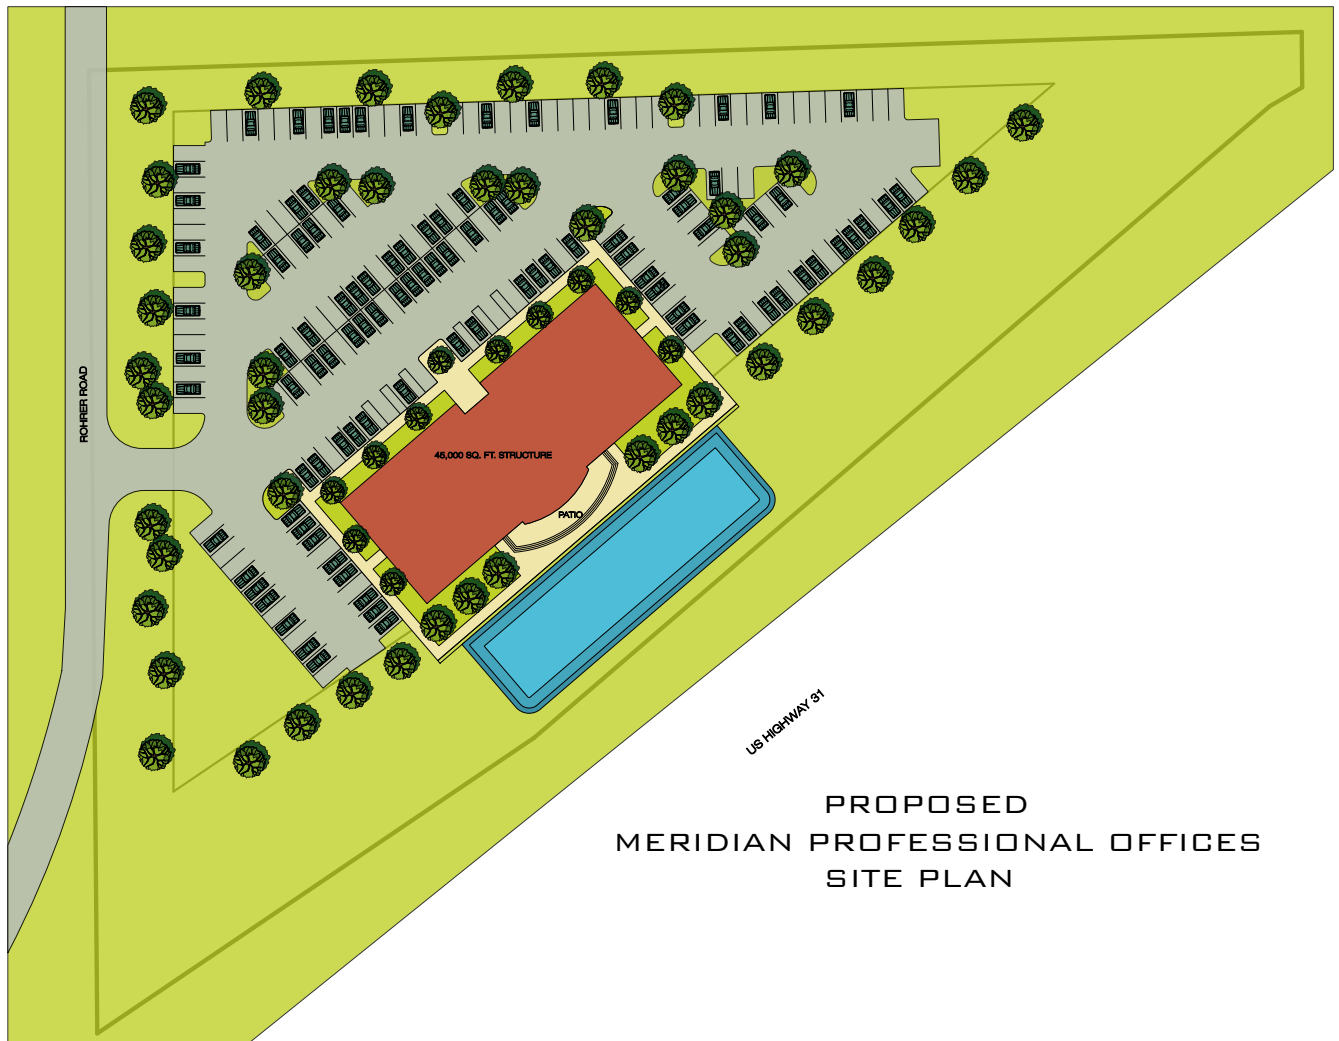 ROHRER ROAD
45,000 SQ. FT. STRUCTURE
PATIO
US HIGHWAY 31
PROPOSED
MERIDIAN PROFESSIONAL OFFICES
SITE PLAN